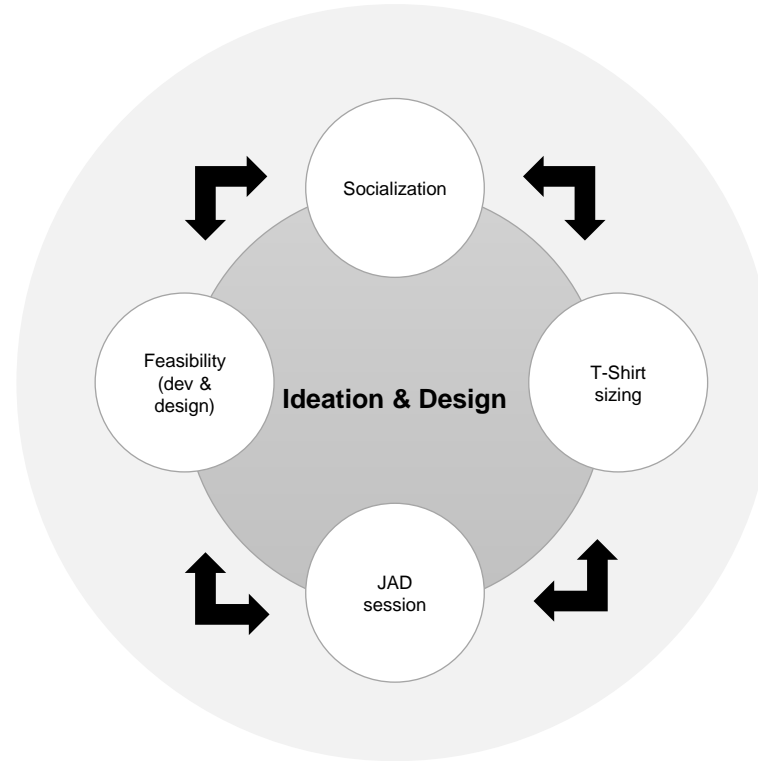 Socialization
Feasibility
(dev &
design)
Ideation & Design
T-Shirt
sizing
JAD
session